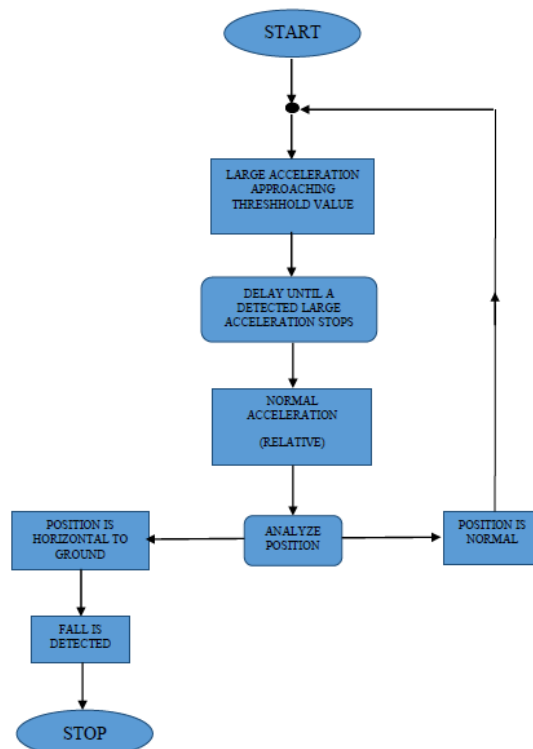 START
LARGE ACCELERATION
APPROACHING
THRESHHOLD VALUE
DELAY UNTIL A
DETECTED LARGE
ACCELERATION STOPS
NORMAL
ACCELERATION
(RELATIVE)
POSITION IS
HORIZONTAL TO
GROUND
ANALYZE
POSITION
POSITION IS
NORMAL
FALL IS
DETECTED
STOP